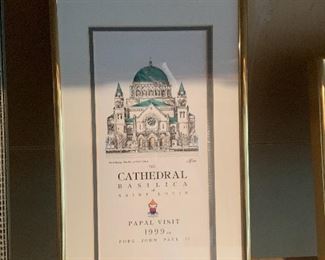 THE
CATHEDRAL
BASILICA
SAINT LOUIS
PAPAL VISIT
1999
POPE JOHN PAUL II